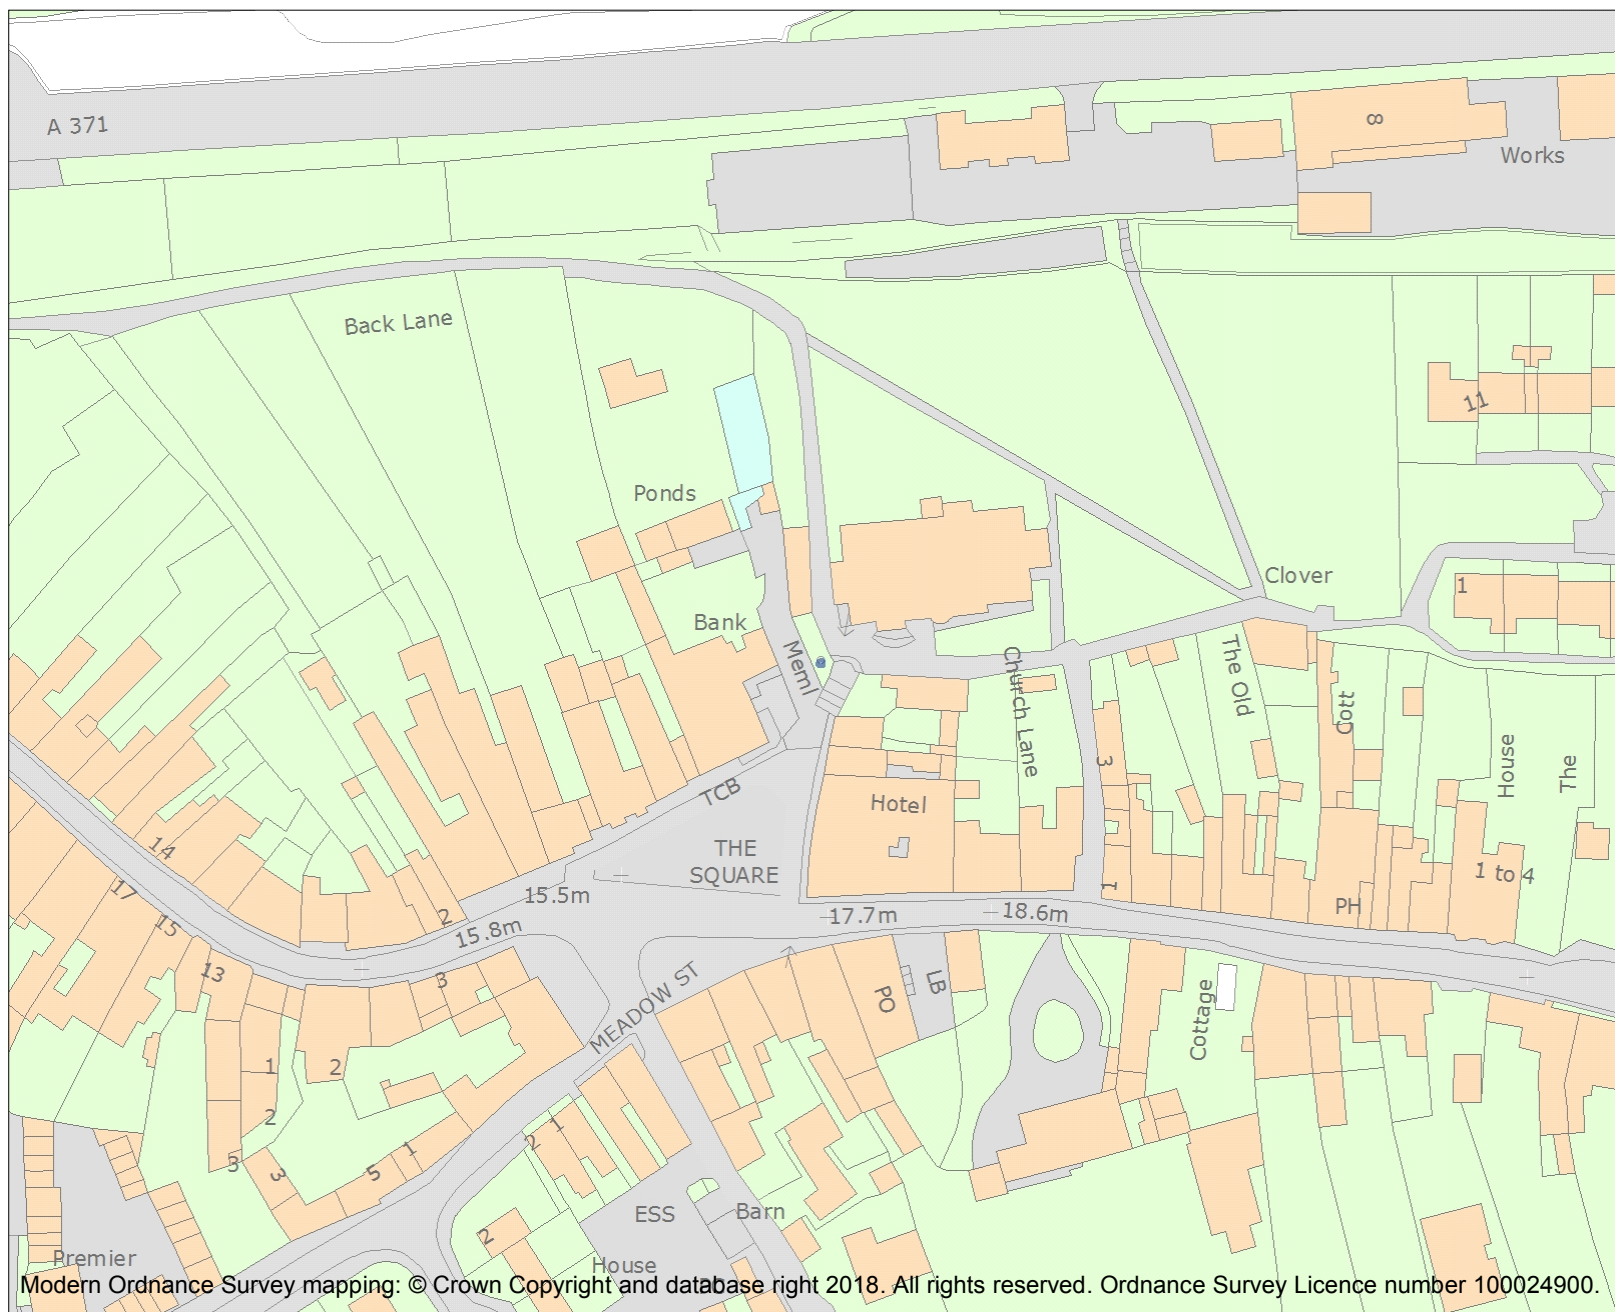 A 371
8
Works
Back Lane
11
Ponds
Clover
1
Bank
Meml
Church Lane
The Old
Cott
House
The
3
TCB
Hotel
THE
SQUARE
14
17
15
2
15.5m
15.8m
17.7m
18.6m
1
PH
1 to 4
13
3
MEADOW ST
PO
LB
Cottage
1
2
2
3
3
5
1
2
1
2
ESS
Barn
House
Premier
Modern Ordnance Survey mapping: © Crown Copyright and database right 2018. All rights reserved. Ordnance Survey Licence number 100024900.